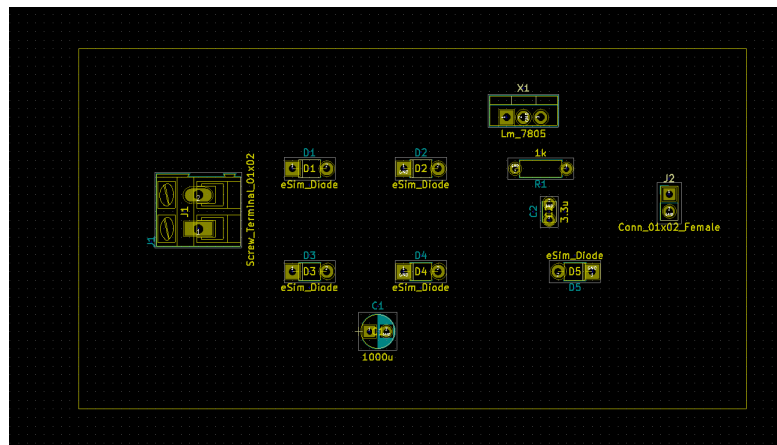 X1
Lm_7805
D1
D1
eSim_Diode
D2
D2
eSim_Diode
1k
R1
J1
J1
1
Screw_Terminal_01x02
C2
3.3u
J2
Conn_01x02_Female
D3
D3
eSim_Diode
D4
D4
eSim_Diode
eSim_Diode
D5
D5
C1
1000u